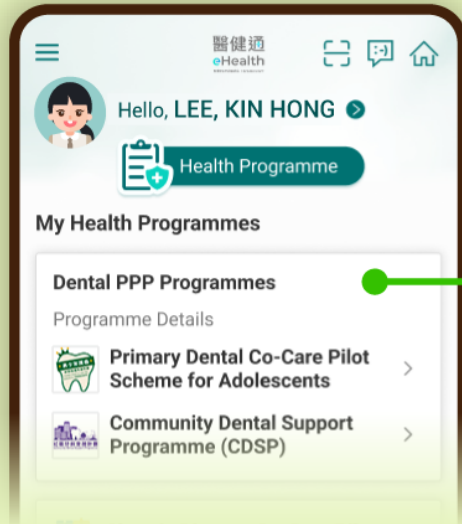 醫健通
eHealth
Hello, LEE, KIN HONG
Health Programme
My Health Programmes
Dental PPP Programmes
Programme Details
Primary Dental Co-Care Pilot
Scheme for Adolescents
Community Dental Support
Programme (CDSP)